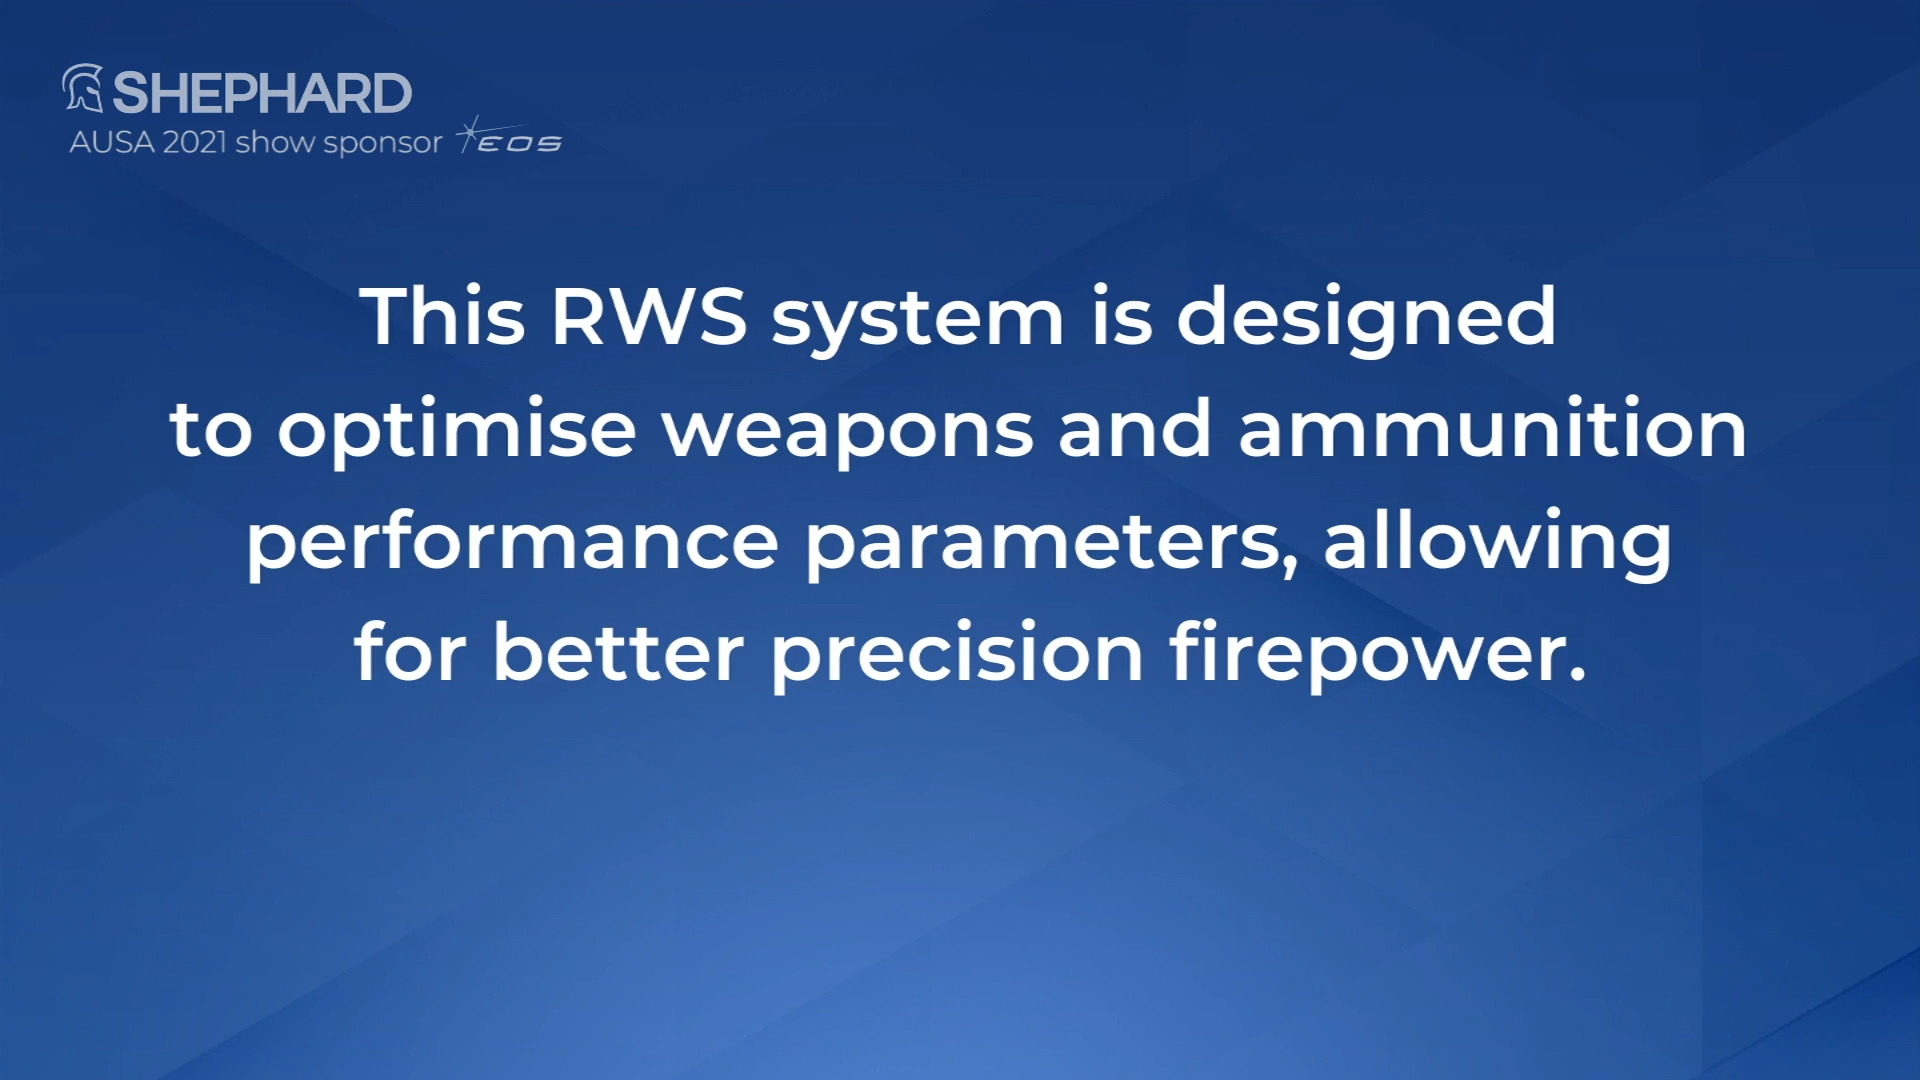 SHEPHARD
AUSA 2021 show sponsor EOS
This RWS system is designed
to optimise weapons and ammunition
performance parameters, allowing
for better precision firepower.